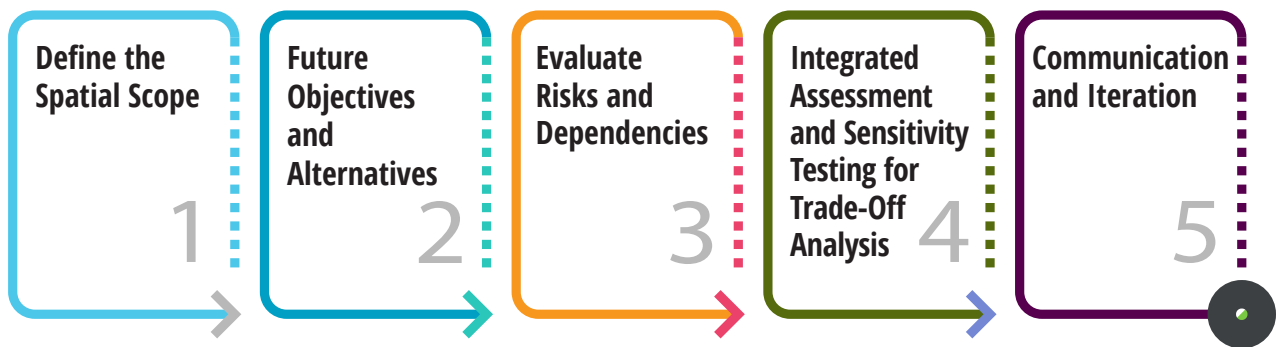 Define the
Spatial Scope
1
Future
Objectives
and
Alternatives
2
Evaluate
Risks and
Dependencies
3
Integrated
Assessment
and Sensitivity
Testing for
Trade-Off
Analysis
4
Communication
and Iteration
5